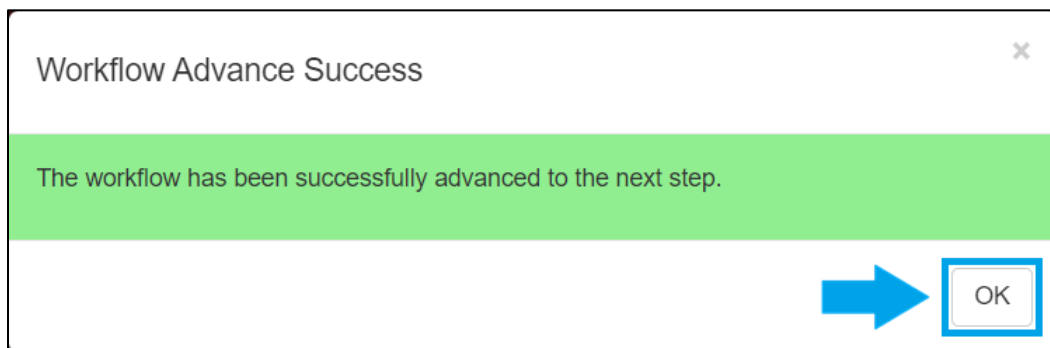 Workflow Advance Success
×
The workflow has been successfully advanced to the next step.
OK